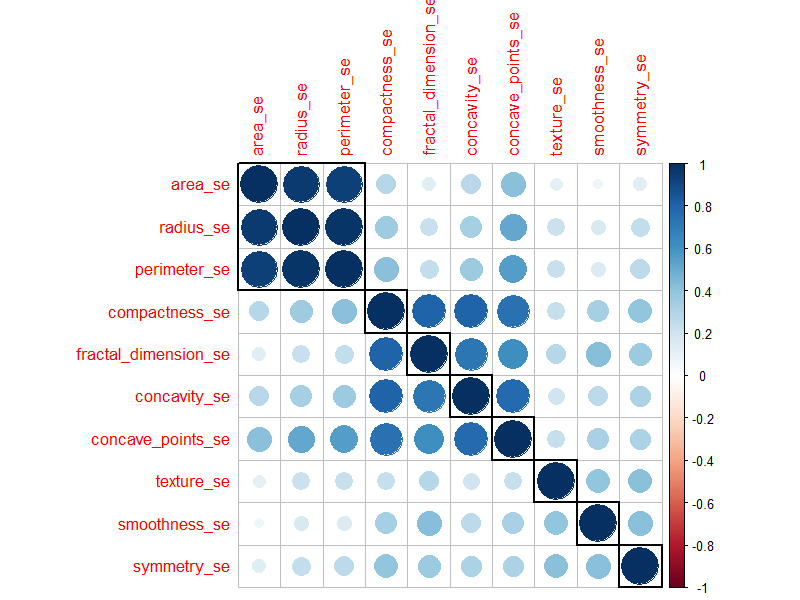 area_se
radius_se
perimeter_se
compactness_se
fractal_dimension_se
concavity_se
concave_points_se
texture_se
smoothness_se
symmetry_se
area_se
radius_se
perimeter_se
compactness_se
fractal_dimension_se
concavity_se
concave_points_se
texture_se
smoothness_se
symmetry_se
1
0.8
0.6
0.4
0.2
0
-0.2
-0.4
-0.6
-0.8
-1